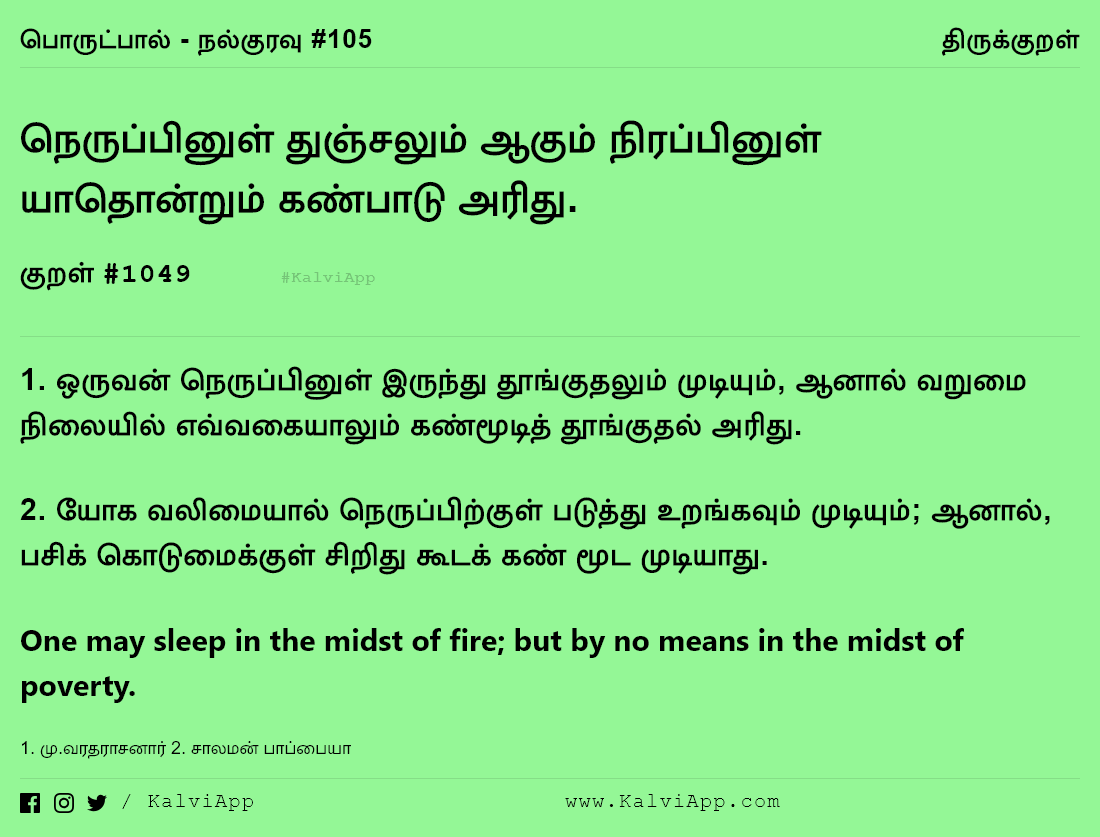 பொருட்பால் - நல்குரவு #105
திருக்குறள்
நெருப்பினுள் துஞ்சலும் ஆகும் நிரப்பினுள்
யாதொன்றும் கண்பாடு அரிது.
குறள் #1049
#KalviApp
1. ஒருவன் நெருப்பினுள் இருந்து தூங்குதலும் முடியும், ஆனால் வறுமை
நிலையில் எவ்வகையாலும் கண்மூடித் தூங்குதல் அரிது.
2. யோக வலிமையால் நெருப்பிற்குள் படுத்து உறங்கவும் முடியும்; ஆனால்,
பசிக் கொடுமைக்குள் சிறிது கூடக் கண் மூட முடியாது.
One may sleep in the midst of fire; but by no means in the midst of
poverty.
1. மு.வரதராசனார் 2. சாலமன் பாப்பையா
/ KalviApp
www.KalviApp.com